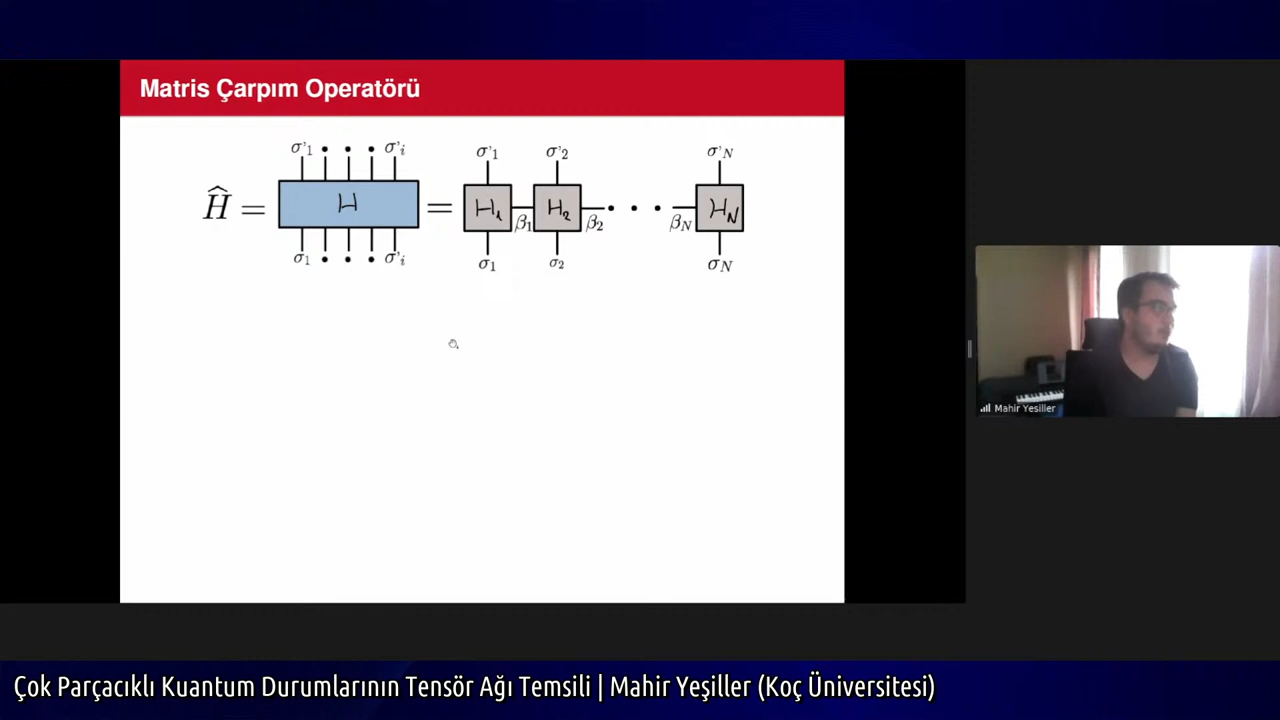 Matris Çarpım Operatörü
σ'1 • • • σ'i σ'1 σ'2 σ'N
Ĥ = H = H1 β1 H2 β2 • • • βN HN
σ1 • • • σ'i σ1 σ2 σN
Mahir Yesiller
Çok Parçacıklı Kuantum Durumlarının Tensör Ağı Temsili | Mahir Yeşiller (Koç Üniversitesi)